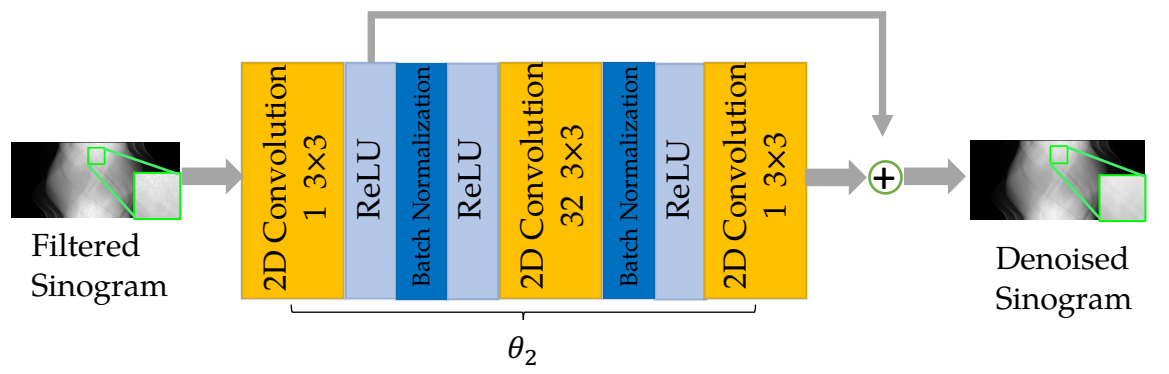 Filtered
Sinogram
2D Convolution
1 3×3
ReLU
Batch Normalization
ReLU
2D Convolution
32 3×3
Batch Normalization
ReLU
2D Convolution
1 3×3
+
Denoised
Sinogram
θ₂